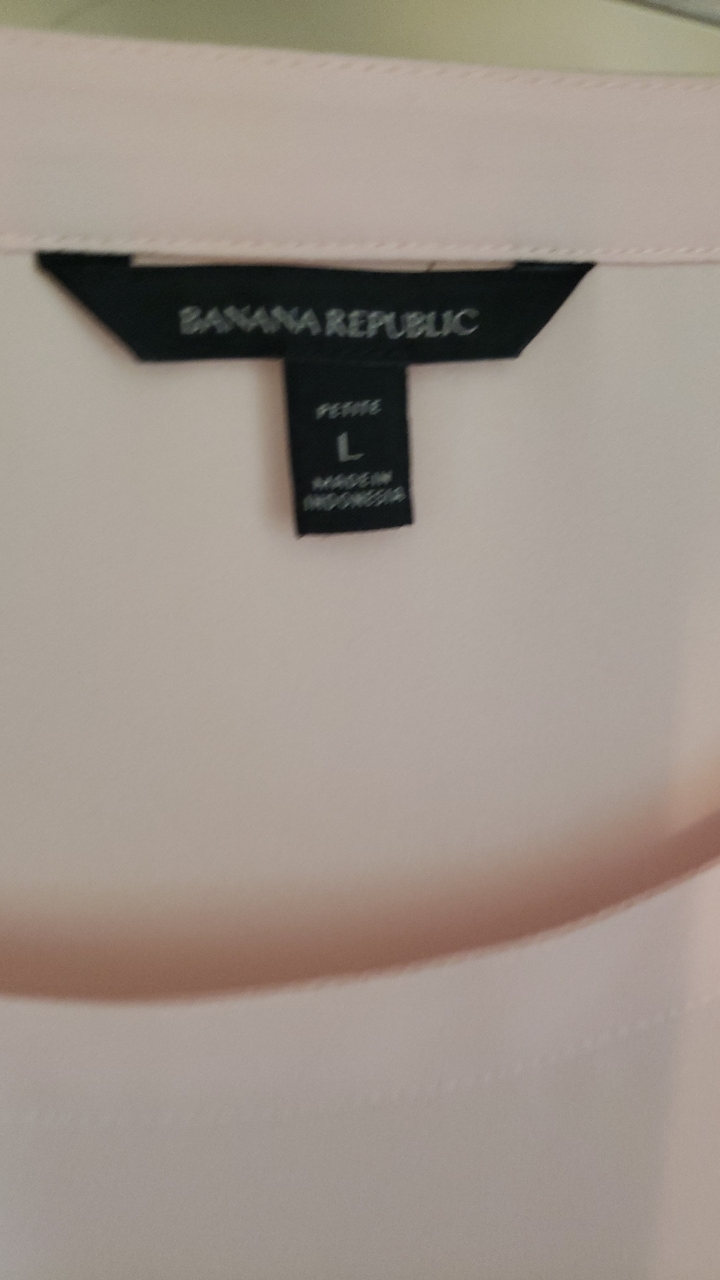 BANANA REPUBLIC
PETITE
L
MADE IN
INDONESIA